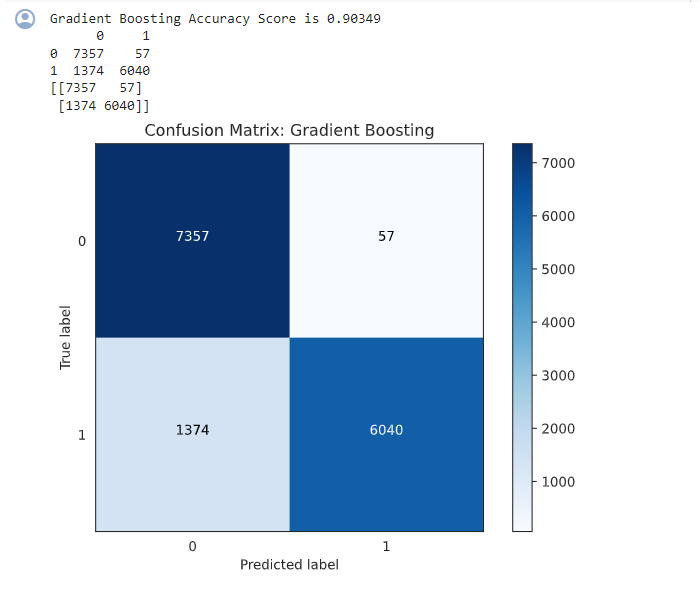 Gradient Boosting Accuracy Score is 0.90349
0 1
0 7357 57
1 1374 6040
[[7357 57]
[1374 6040]]
Confusion Matrix: Gradient Boosting
7000
6000
5000
4000
3000
2000
1000
True label
0
7357 57
1
1374 6040
0 1
Predicted label